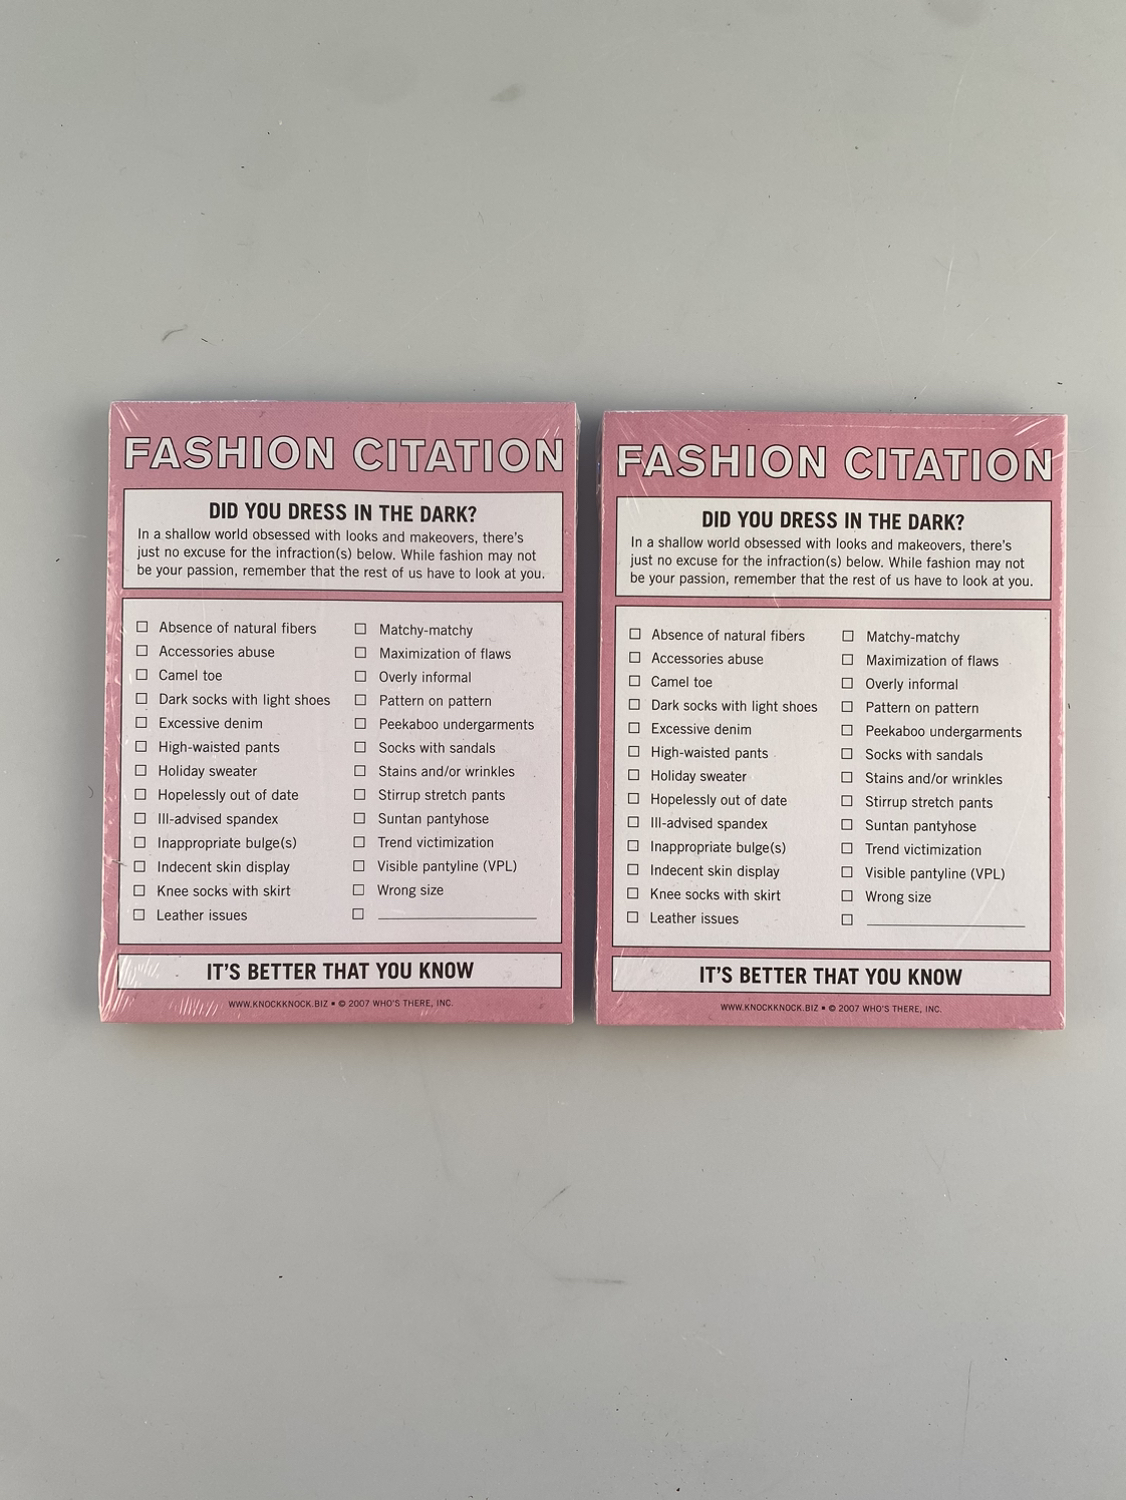 FASHION CITATION
DID YOU DRESS IN THE DARK?
In a shallow world obsessed with looks and makeovers, there's
just no excuse for the infraction(s) below. While fashion may not
be your passion, remember that the rest of us have to look at you.
Absence of natural fibers
Accessories abuse
Camel toe
Dark socks with light shoes
Excessive denim
High-waisted pants
Holiday sweater
Hopelessly out of date
Ill-advised spandex
Inappropriate bulge(s)
Indecent skin display
Knee socks with skirt
Leather issues
Matchy-matchy
Maximization of flaws
Overly informal
Pattern on pattern
Peekaboo undergarments
Socks with sandals
Stains and/or wrinkles
Stirrup stretch pants
Suntan pantyhose
Trend victimization
Visible pantyline (VPL)
Wrong size
IT'S BETTER THAT YOU KNOW
WWW.KNOCKKNOCK.BIZ ▪ © 2007 WHO'S THERE, INC.
FASHION CITATION
DID YOU DRESS IN THE DARK?
In a shallow world obsessed with looks and makeovers, there's
just no excuse for the infraction(s) below. While fashion may not
be your passion, remember that the rest of us have to look at you.
Absence of natural fibers
Accessories abuse
Camel toe
Dark socks with light shoes
Excessive denim
High-waisted pants
Holiday sweater
Hopelessly out of date
Ill-advised spandex
Inappropriate bulge(s)
Indecent skin display
Knee socks with skirt
Leather issues
Matchy-matchy
Maximization of flaws
Overly informal
Pattern on pattern
Peekaboo undergarments
Socks with sandals
Stains and/or wrinkles
Stirrup stretch pants
Suntan pantyhose
Trend victimization
Visible pantyline (VPL)
Wrong size
IT'S BETTER THAT YOU KNOW
WWW.KNOCKKNOCK.BIZ ▪ © 2007 WHO'S THERE, INC.